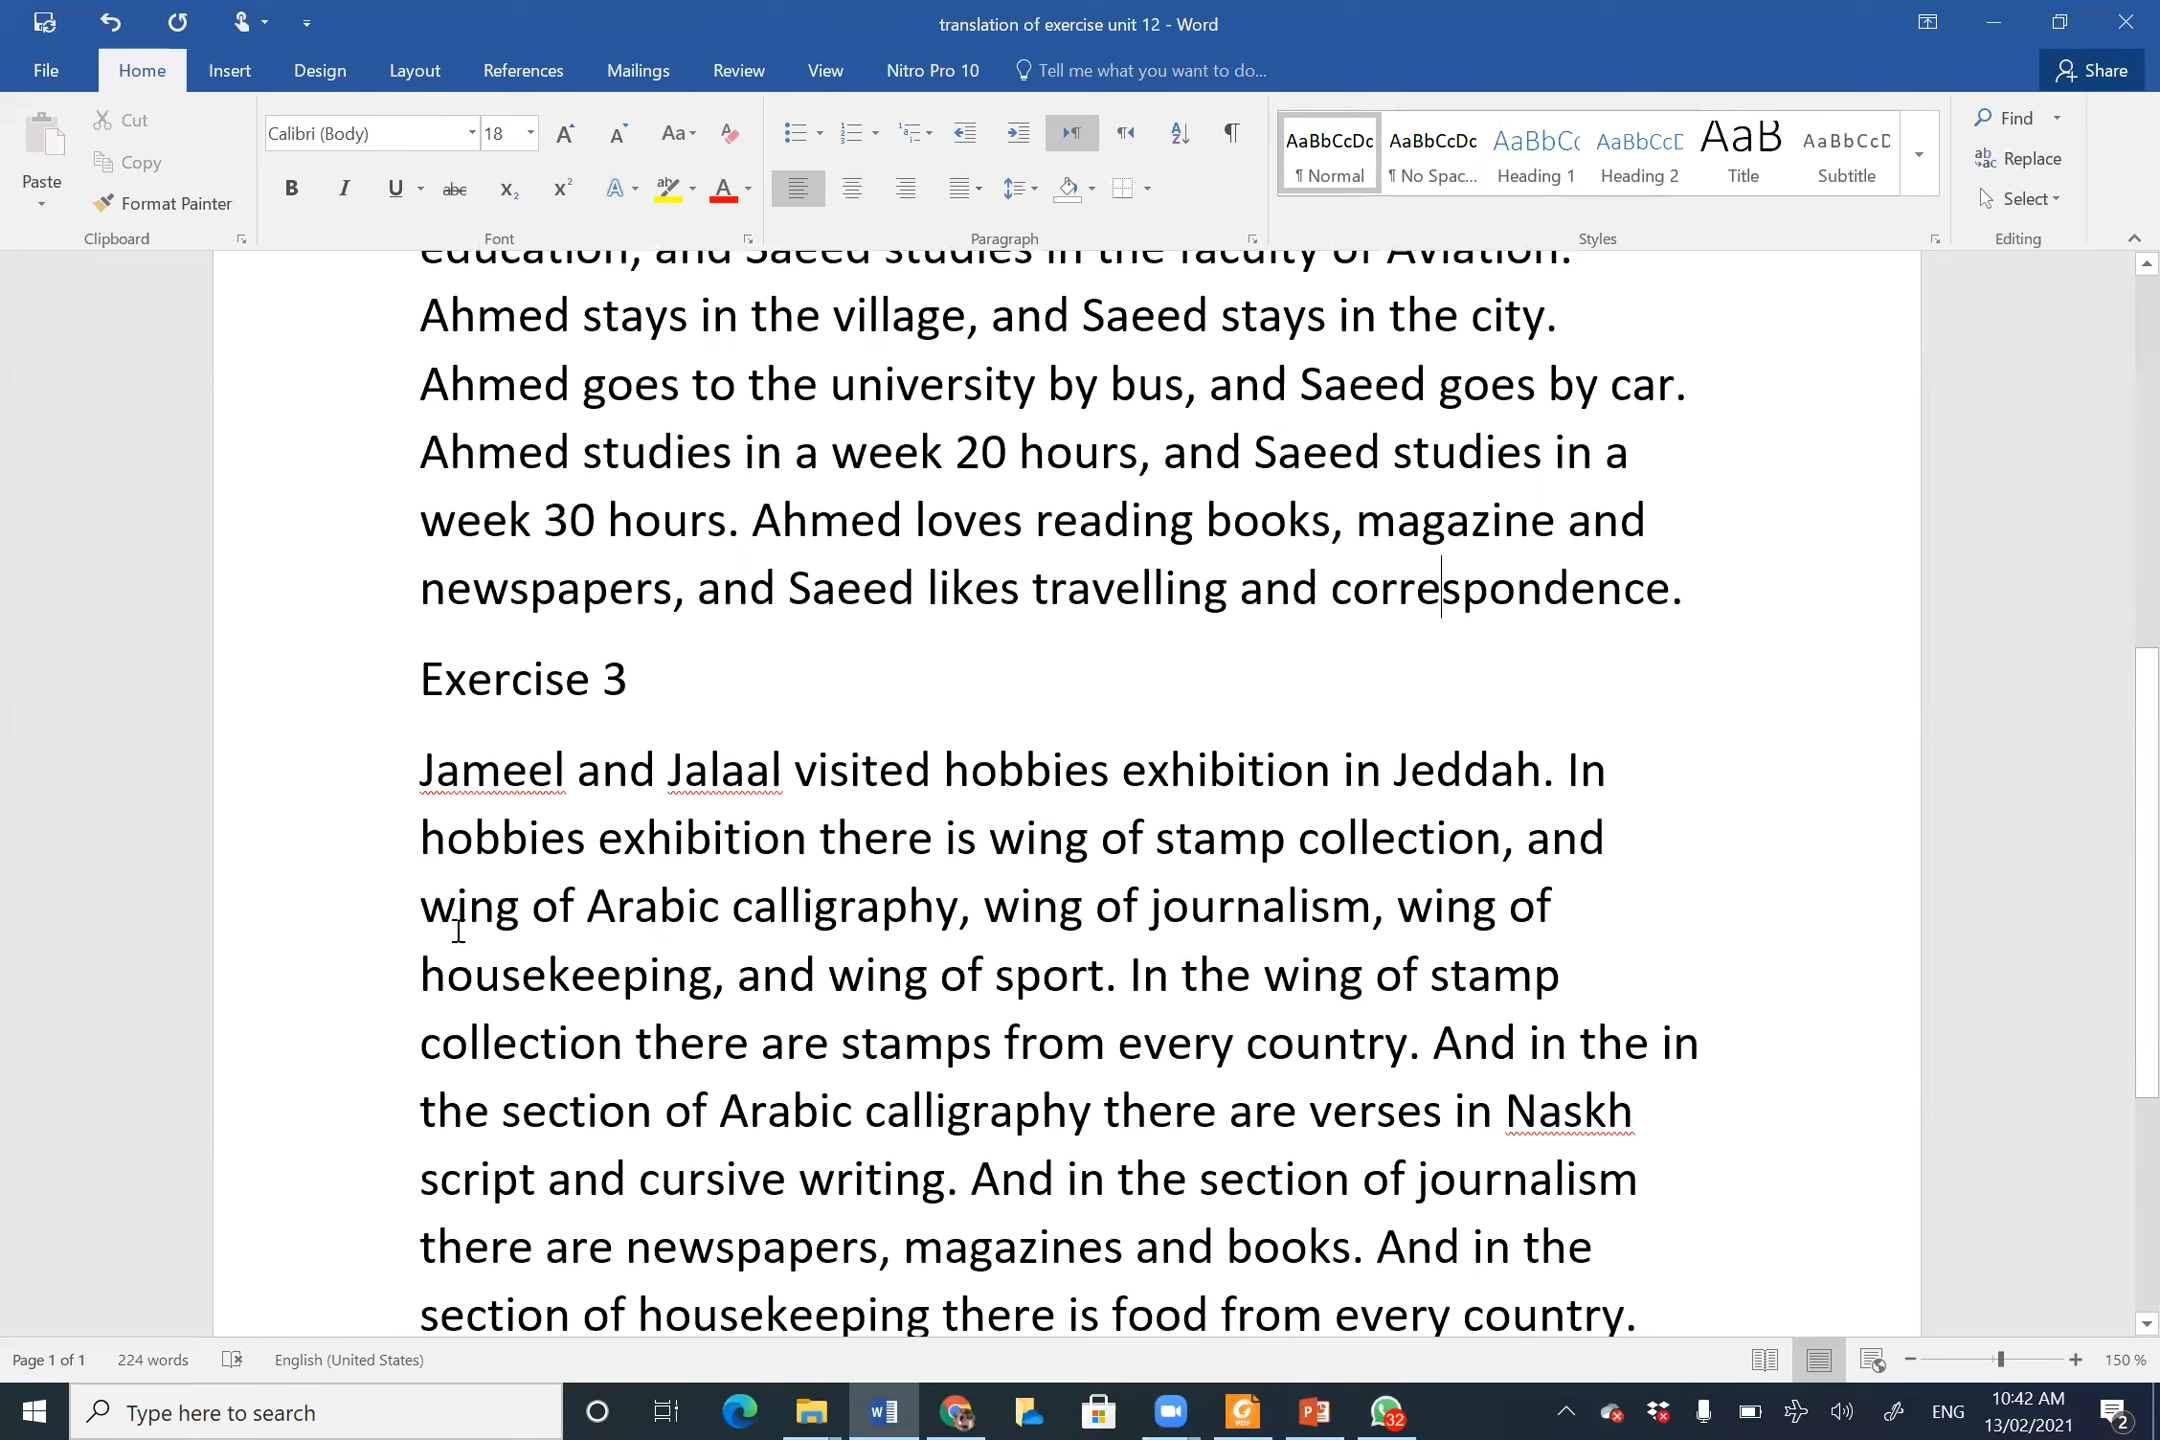 translation of exercise unit 12 - Word
File Home Insert Design Layout References Mailings Review View Nitro Pro 10 Tell me what you want to do... Share
Cut
Copy
Format Painter
Paste
Clipboard
Calibri (Body) 18
Font
Paragraph
AaBbCcDc AaBbCcDc AaBbCc AaBbCcD AaB AaBbCcD
¶ Normal ¶ No Spac... Heading 1 Heading 2 Title Subtitle
Styles
Find
Replace
Select
Editing
education, and Saeed studies in the faculty of Aviation.
Ahmed stays in the village, and Saeed stays in the city.
Ahmed goes to the university by bus, and Saeed goes by car.
Ahmed studies in a week 20 hours, and Saeed studies in a
week 30 hours. Ahmed loves reading books, magazine and
newspapers, and Saeed likes travelling and correspondence.
Exercise 3
Jameel and Jalaal visited hobbies exhibition in Jeddah. In
hobbies exhibition there is wing of stamp collection, and
wing of Arabic calligraphy, wing of journalism, wing of
housekeeping, and wing of sport. In the wing of stamp
collection there are stamps from every country. And in the in
the section of Arabic calligraphy there are verses in Naskh
script and cursive writing. And in the section of journalism
there are newspapers, magazines and books. And in the
section of housekeeping there is food from every country.
Page 1 of 1 224 words English (United States) 150 %
Type here to search
32
ENG
10:42 AM
13/02/2021
2